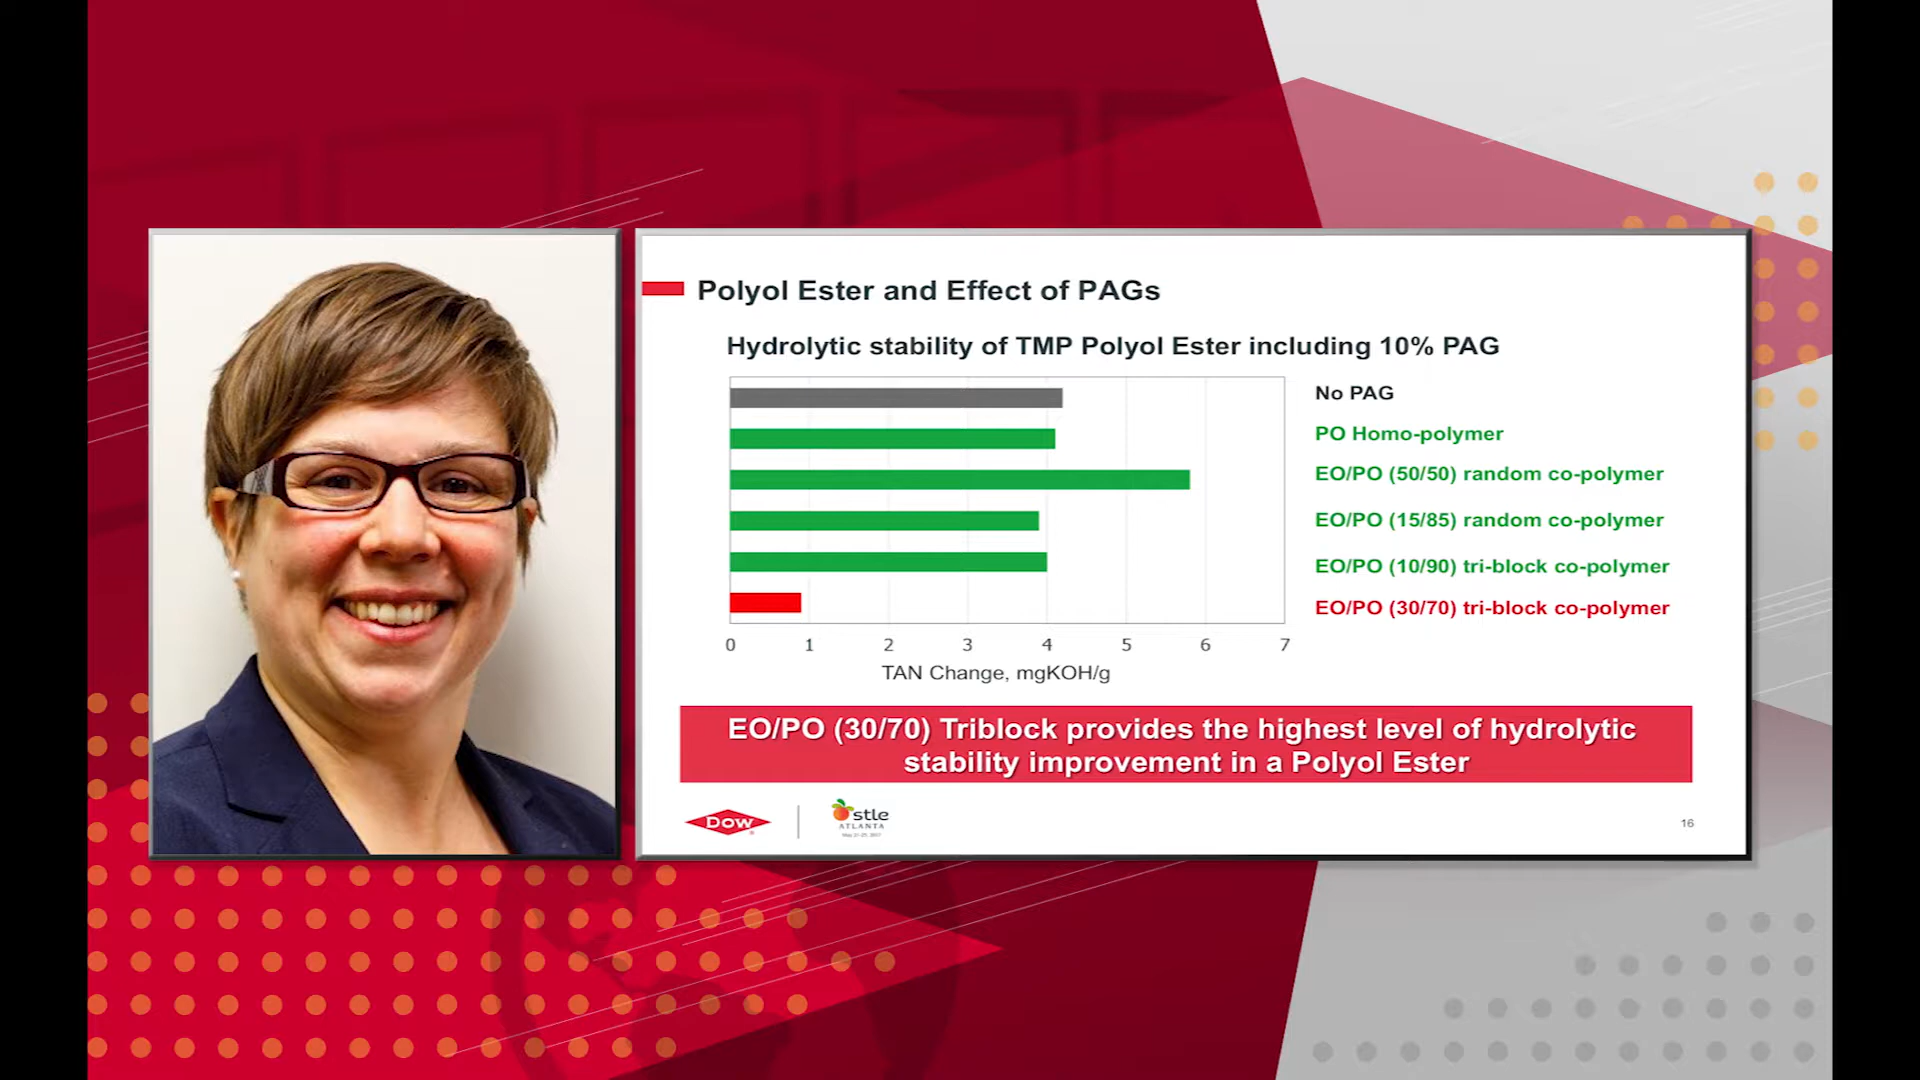 Polyol Ester and Effect of PAGs
Hydrolytic stability of TMP Polyol Ester including 10% PAG
No PAG
PO Homo-polymer
EO/PO (50/50) random co-polymer
EO/PO (15/85) random co-polymer
EO/PO (10/90) tri-block co-polymer
EO/PO (30/70) tri-block co-polymer
0 1 2 3 4 5 6 7
TAN Change, mgKOH/g
EO/PO (30/70) Triblock provides the highest level of hydrolytic
stability improvement in a Polyol Ester
DOW
stle
ATLANTA
16